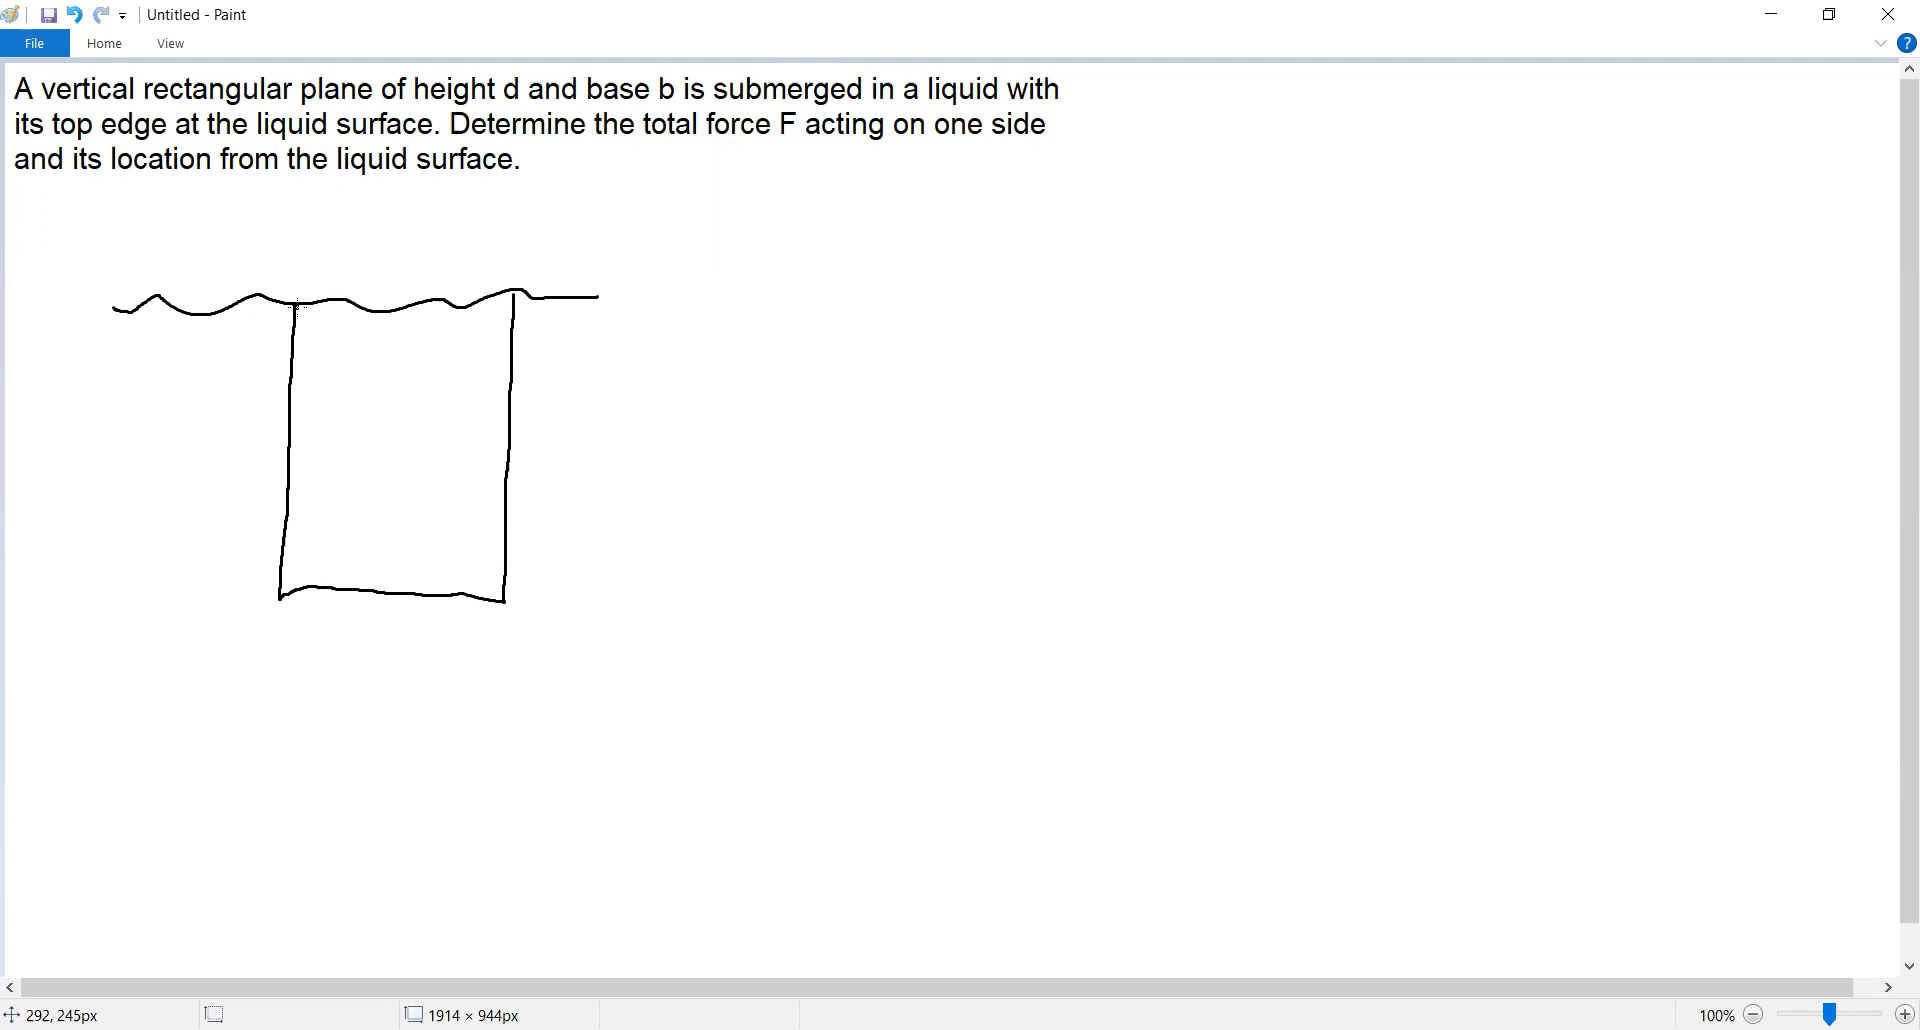 Untitled - Paint
File Home View
?
A vertical rectangular plane of height d and base b is submerged in a liquid with
its top edge at the liquid surface. Determine the total force F acting on one side
and its location from the liquid surface.
292, 245px 1914 × 944px 100%